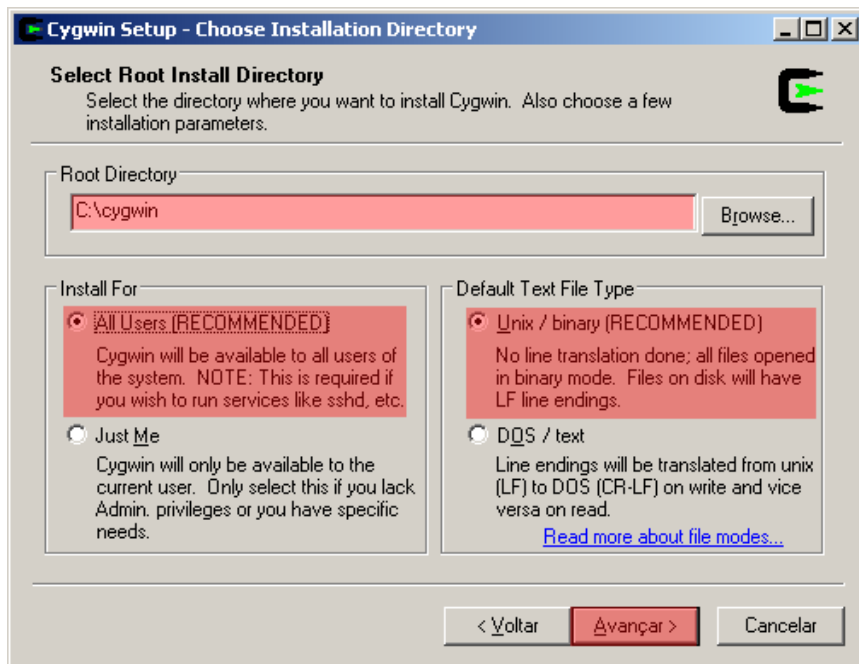 Cygwin Setup - Choose Installation Directory
Select Root Install Directory
Select the directory where you want to install Cygwin. Also choose a few
installation parameters.
Root Directory
C:\cygwin
Browse...
Install For
All Users (RECOMMENDED)
Cygwin will be available to all users of
the system. NOTE: This is required if
you wish to run services like sshd, etc.
Just Me
Cygwin will only be available to the
current user. Only select this if you lack
Admin. privileges or you have specific
needs.
Default Text File Type
Unix / binary (RECOMMENDED)
No line translation done; all files opened
in binary mode. Files on disk will have
LF line endings.
DOS / text
Line endings will be translated from unix
(LF) to DOS (CR-LF) on write and vice
versa on read.
Read more about file modes...
< Voltar
Avançar >
Cancelar